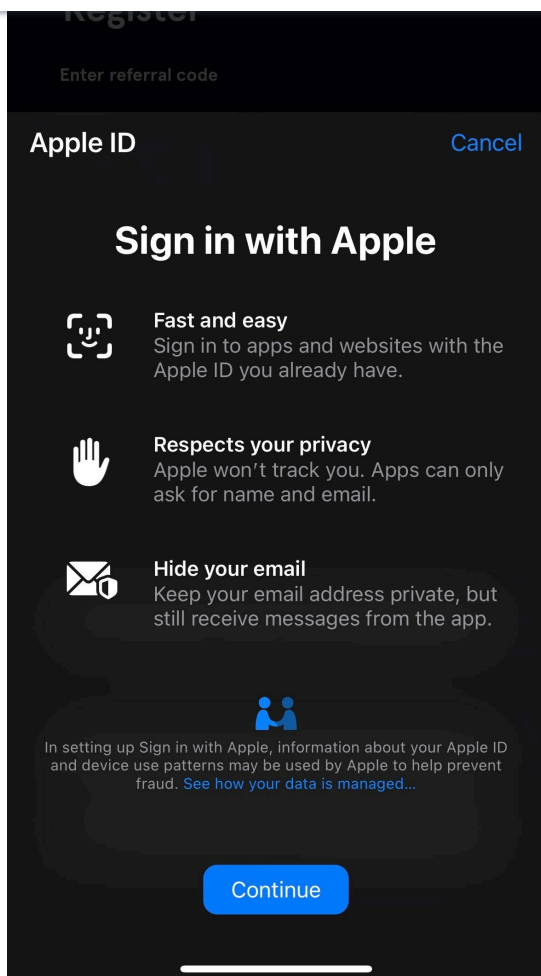 Register
Enter referral code
Apple ID
Cancel
Sign in with Apple
Fast and easy
Sign in to apps and websites with the
Apple ID you already have.
Respects your privacy
Apple won't track you. Apps can only
ask for name and email.
Hide your email
Keep your email address private, but
still receive messages from the app.
In setting up Sign in with Apple, information about your Apple ID
and device use patterns may be used by Apple to help prevent
fraud. See how your data is managed...
Continue